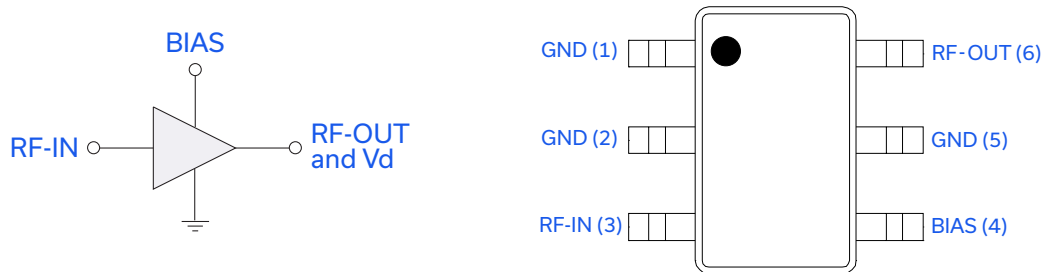 BIAS
RF-IN
RF-OUT
and Vd
GND (1)
GND (2)
RF-IN (3)
RF-OUT (6)
GND (5)
BIAS (4)